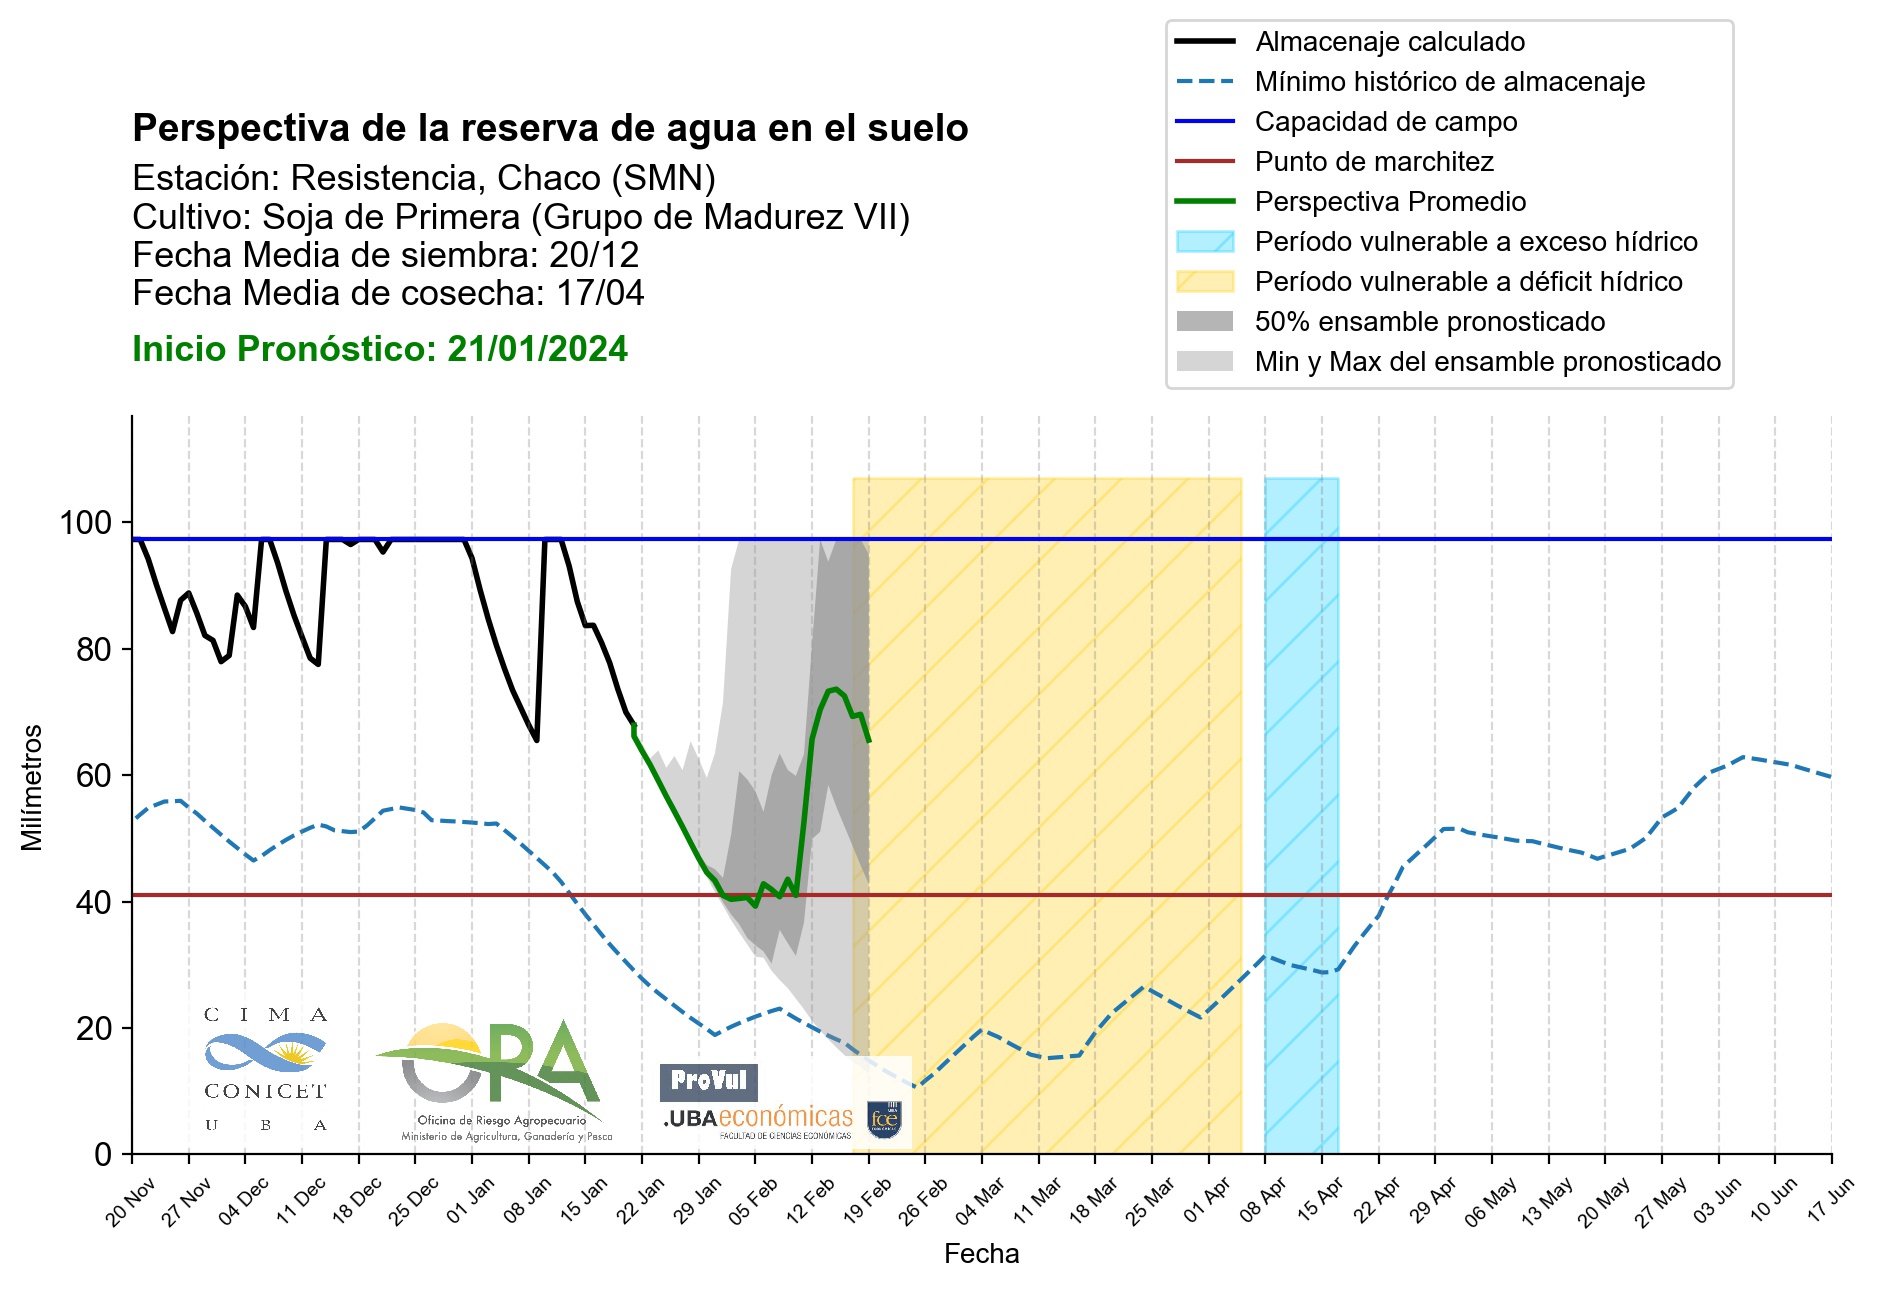 Almacenaje calculado
Mínimo histórico de almacenaje
Capacidad de campo
Punto de marchitez
Perspectiva Promedio
Período vulnerable a exceso hídrico
Período vulnerable a déficit hídrico
50% ensamble pronosticado
Min y Max del ensamble pronosticado
Perspectiva de la reserva de agua en el suelo
Estación: Resistencia, Chaco (SMN)
Cultivo: Soja de Primera (Grupo de Madurez VII)
Fecha Media de siembra: 20/12
Fecha Media de cosecha: 17/04
Inicio Pronóstico: 21/01/2024
Milímetros
100
80
60
40
20
0
CIMA
CONICET
UBA
ORA
Oficina de Riesgo Agropecuario
Ministerio de Agricultura, Ganadería y Pesca
ProVul
.UBAeconómicas
FACULTAD DE CIENCIAS ECONÓMICAS
UBA
fce
ECONÓMICAS
20 Nov
27 Nov
04 Dec
11 Dec
18 Dec
25 Dec
01 Jan
08 Jan
15 Jan
22 Jan
29 Jan
05 Feb
12 Feb
19 Feb
26 Feb
04 Mar
11 Mar
18 Mar
25 Mar
01 Apr
08 Apr
15 Apr
22 Apr
29 Apr
06 May
13 May
20 May
27 May
03 Jun
10 Jun
17 Jun
Fecha